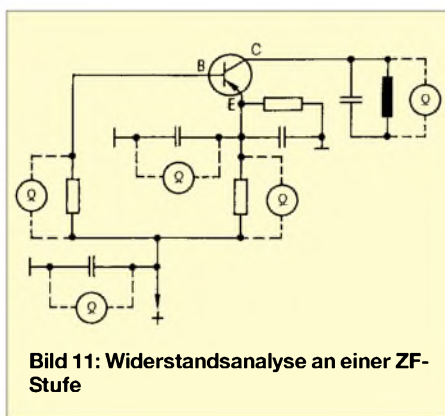 C
B
E
Ω
Ω
Ω
Ω
Ω
+
Bild 11: Widerstandsanalyse an einer ZF-
Stufe